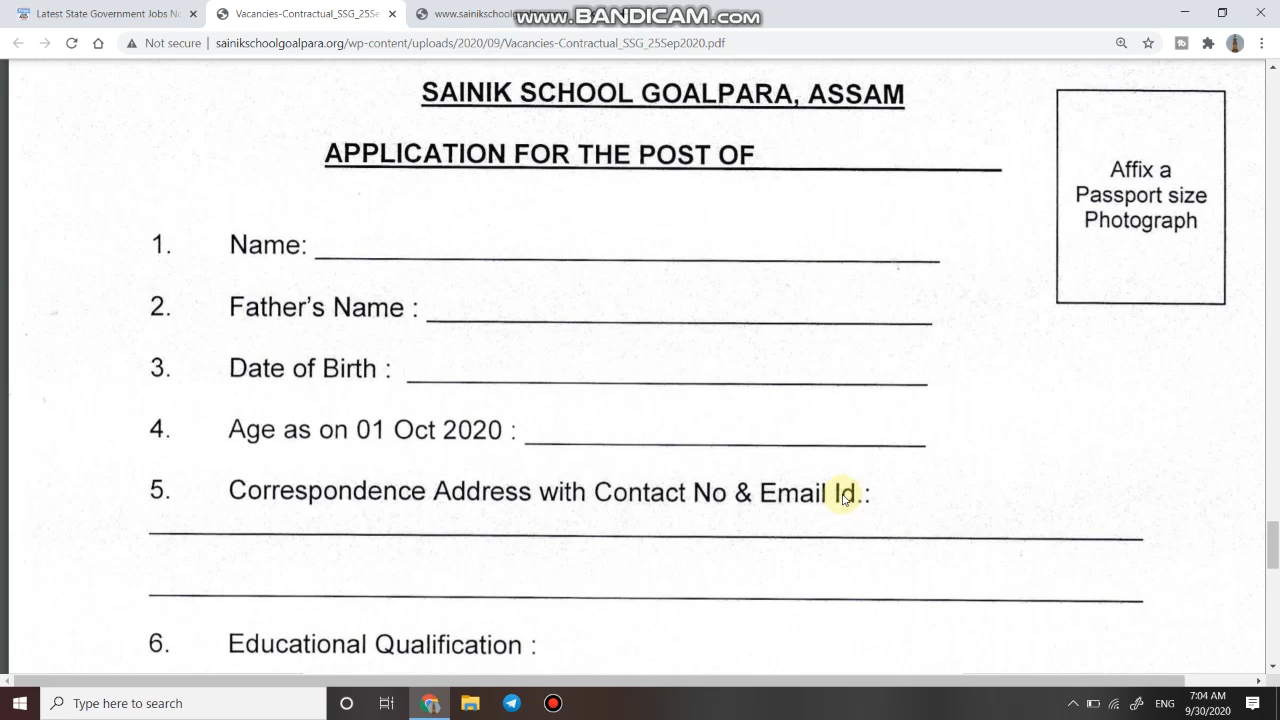 Latest State Government Jobs No
Vacancies-Contractual_SSG_25Se
www.sainikschoolgoa
www.BANDICAM.com
Not secure | sainikschoolgoalpara.org/wp-content/uploads/2020/09/Vacancies-Contractual_SSG_25Sep2020.pdf
SAINIK SCHOOL GOALPARA, ASSAM
APPLICATION FOR THE POST OF
Affix a
Passport size
Photograph
1. Name:
2. Father's Name :
3. Date of Birth :
4. Age as on 01 Oct 2020 :
5. Correspondence Address with Contact No & Email Id.:
6. Educational Qualification :
Type here to search
ENG
7:04 AM
9/30/2020